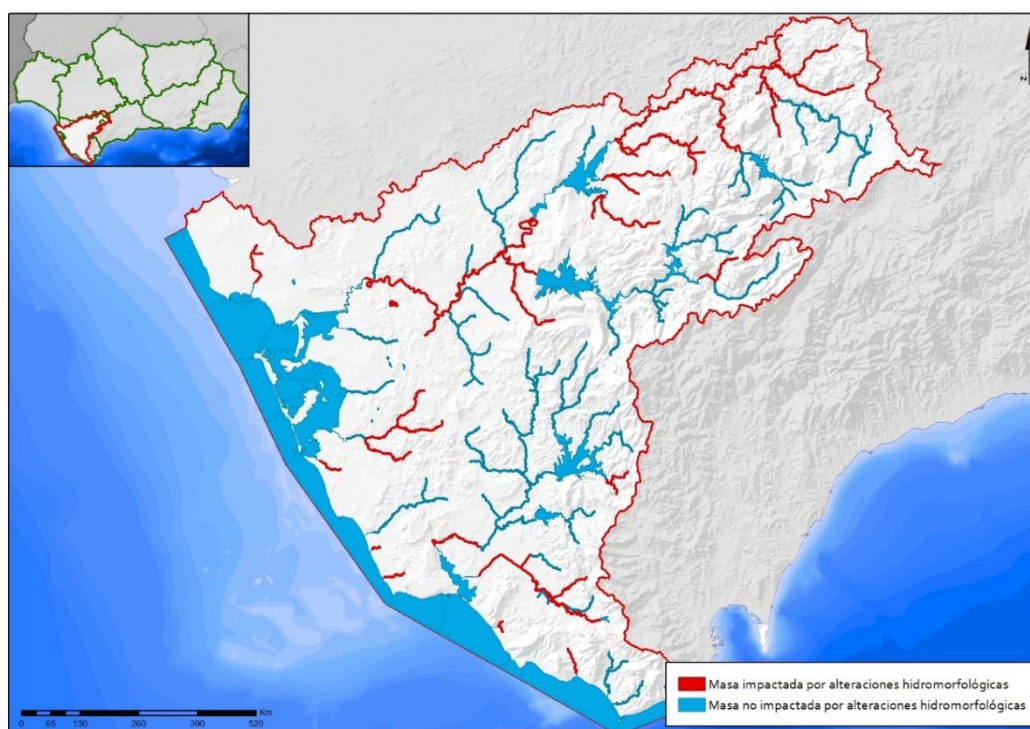 N
Masa impactada por alteraciones hidromorfológicas
Masa no impactada por alteraciones hidromorfológicas
Km
0 65 130 260 390 520